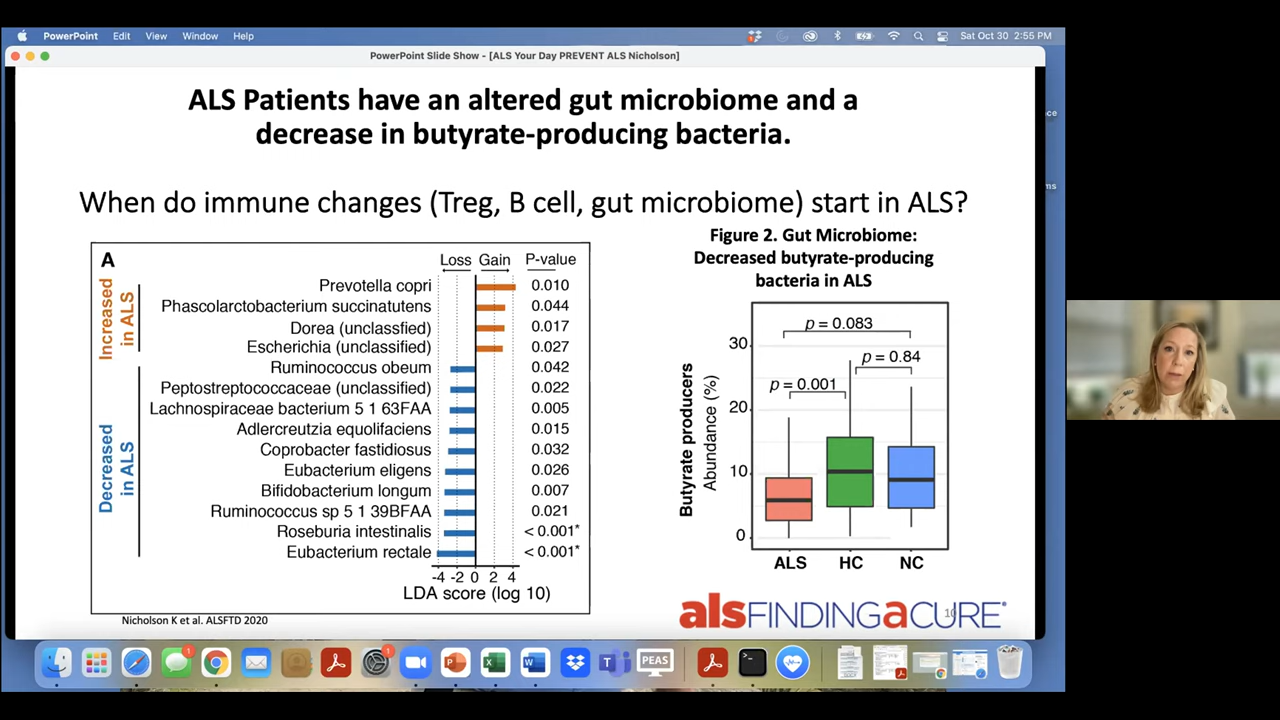 PowerPoint Edit View Window Help Sat Oct 30 2:55 PM
PowerPoint Slide Show - [ALS Your Day PREVENT ALS Nicholson]
ALS Patients have an altered gut microbiome and a
decrease in butyrate-producing bacteria.
When do immune changes (Treg, B cell, gut microbiome) start in ALS?
A
Loss Gain P-value
Increased
in ALS
Prevotella copri 0.010
Phascolarctobacterium succinatutens 0.044
Dorea (unclassfied) 0.017
Escherichia (unclassified) 0.027
Decreased
in ALS
Ruminococcus obeum 0.042
Peptostreptococcaceae (unclassified) 0.022
Lachnospiraceae bacterium 5 1 63FAA 0.005
Adlercreutzia equolifaciens 0.015
Coprobacter fastidiosus 0.032
Eubacterium eligens 0.026
Bifidobacterium longum 0.007
Ruminococcus sp 5 1 39BFAA 0.021
Roseburia intestinalis < 0.001*
Eubacterium rectale < 0.001*
-4 -2 0 2 4
LDA score (log 10)
Nicholson K et al. ALSFTD 2020
Figure 2. Gut Microbiome:
Decreased butyrate-producing
bacteria in ALS
Butyrate producers
Abundance (%)
30
20
10
0
p = 0.083
p = 0.84
p = 0.001
ALS HC NC
alsFINDINGaCURE®
10
PEAS